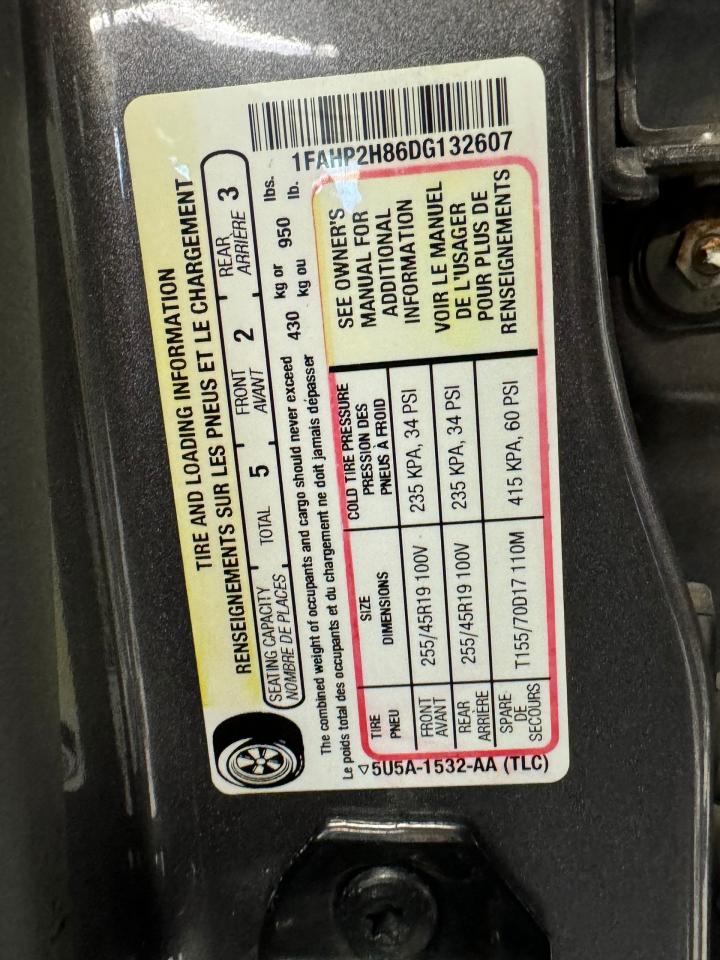 1FAHP2H86DG132607
TIRE AND LOADING INFORMATION
RENSEIGNEMENTS SUR LES PNEUS ET LE CHARGEMENT
SEATING CAPACITY TOTAL 5 FRONT 2 REAR 3
NOMBRE DE PLACES AVANT ARRIÈRE
The combined weight of occupants and cargo should never exceed 430 kg or 950 lbs.
Le poids total des occupants et du chargement ne doit jamais dépasser kg ou lb.
TIRE SIZE COLD TIRE PRESSURE
PNEU DIMENSIONS PRESSION DES
PNEUS À FROID
FRONT 255/45R19 100V 235 KPA, 34 PSI
AVANT
REAR 255/45R19 100V 235 KPA, 34 PSI
ARRIÈRE
SPARE T155/70D17 110M 415 KPA, 60 PSI
DE
SECOURS
SEE OWNER'S
MANUAL FOR
ADDITIONAL
INFORMATION
VOIR LE MANUEL
DE L'USAGER
POUR PLUS DE
RENSEIGNEMENTS
5U5A-1532-AA (TLC)